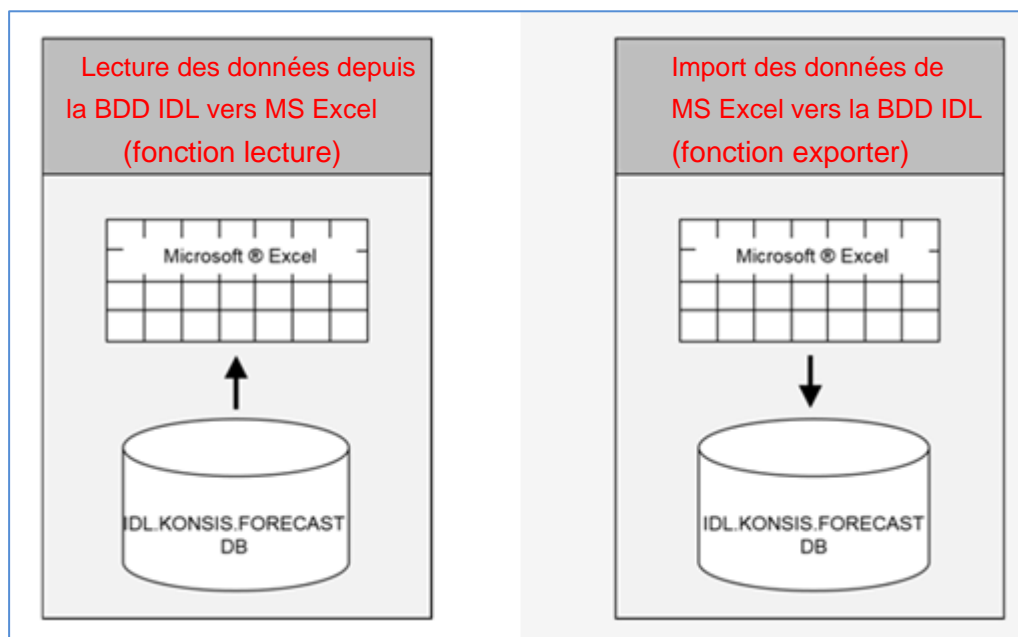 Lecture des données depuis
la BDD IDL vers MS Excel
(fonction lecture)
Microsoft ® Excel
IDL.KONSIS.FORECAST
DB
Import des données de
MS Excel vers la BDD IDL
(fonction exporter)
Microsoft ® Excel
IDL.KONSIS.FORECAST
DB